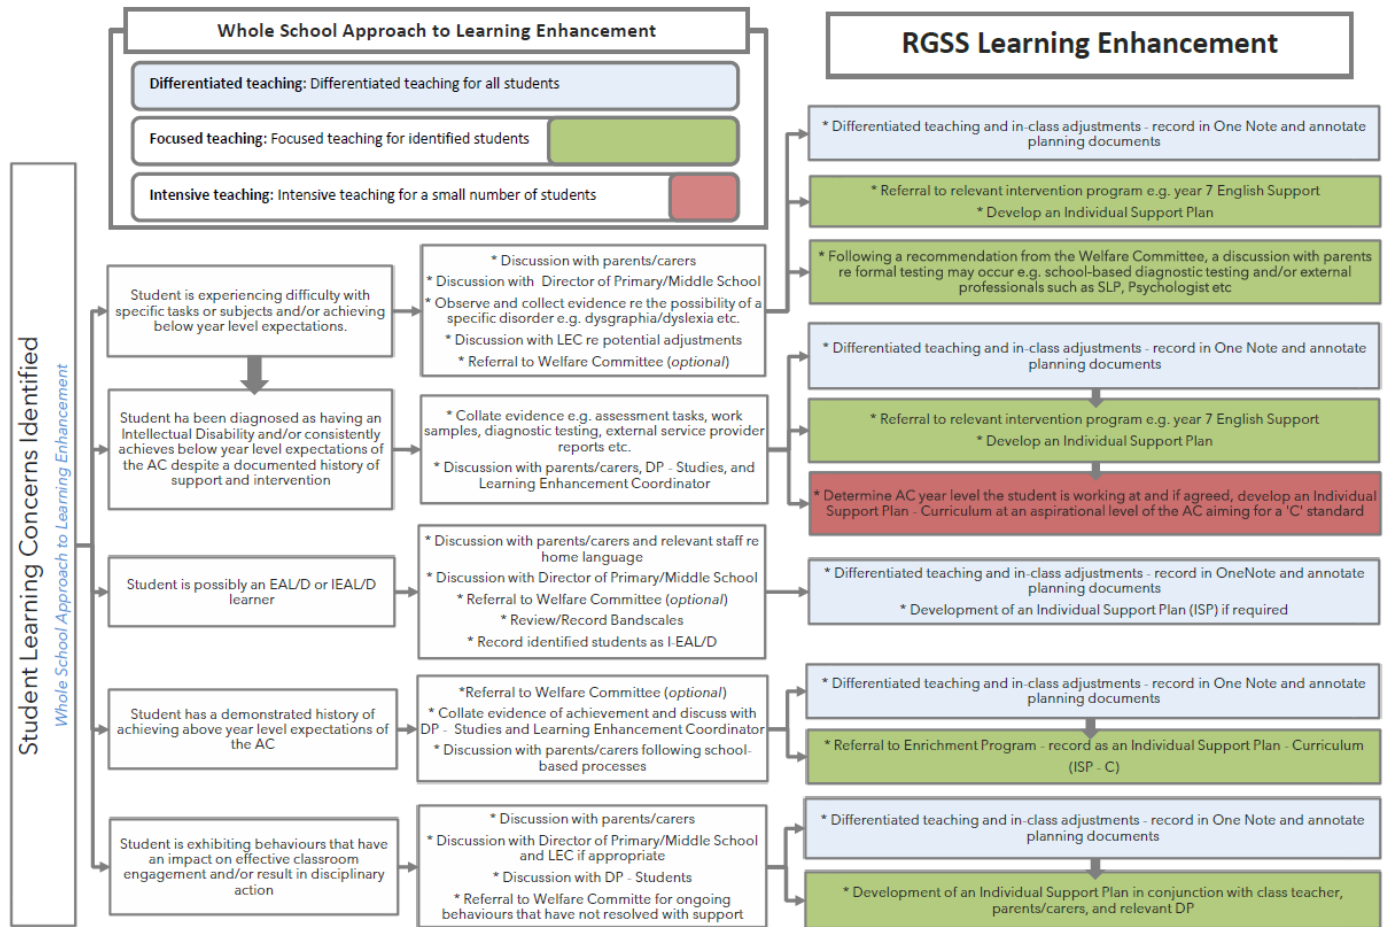 Whole School Approach to Learning Enhancement
RGSS Learning Enhancement
Differentiated teaching: Differentiated teaching for all students
Focused teaching: Focused teaching for identified students
Intensive teaching: Intensive teaching for a small number of students
Student Learning Concerns Identified
Whole School Approach to Learning Enhancement
Student is experiencing difficulty with
specific tasks or subjects and/or achieving
below year level expectations.
* Discussion with parents/carers
* Discussion with Director of Primary/Middle School
* Observe and collect evidence re the possibility of a
specific disorder e.g. dysgraphia/dyslexia etc.
* Discussion with LEC re potential adjustments
* Referral to Welfare Committee (optional)
* Differentiated teaching and in-class adjustments - record in One Note and annotate
planning documents
* Referral to relevant intervention program e.g. year 7 English Support
* Develop an Individual Support Plan
* Following a recommendation from the Welfare Committee, a discussion with parents
re formal testing may occur e.g. school-based diagnostic testing and/or external
professionals such as SLP, Psychologist etc
Student ha been diagnosed as having an
Intellectual Disability and/or consistently
achieves below year level expectations of
the AC despite a documented history of
support and intervention
* Collate evidence e.g. assessment tasks, work
samples, diagnostic testing, external service provider
reports etc.
* Discussion with parents/carers, DP - Studies, and
Learning Enhancement Coordinator
* Differentiated teaching and in-class adjustments - record in One Note and annotate
planning documents
* Referral to relevant intervention program e.g. year 7 English Support
* Develop an Individual Support Plan
* Determine AC year level the student is working at and if agreed, develop an Individual
Support Plan - Curriculum at an aspirational level of the AC aiming for a 'C' standard
Student is possibly an EAL/D or IEAL/D
learner
* Discussion with parents/carers and relevant staff re
home language
* Discussion with Director of Primary/Middle School
* Referral to Welfare Committee (optional)
* Review/Record Bandscales
* Record identified students as I-EAL/D
* Differentiated teaching and in-class adjustments - record in OneNote and annotate
planning documents
* Development of an Individual Support Plan (ISP) if required
Student has a demonstrated history of
achieving above year level expectations of
the AC
*Referral to Welfare Committee (optional)
* Collate evidence of achievement and discuss with
DP - Studies and Learning Enhancement Coordinator
* Discussion with parents/carers following school-
based processes
* Differentiated teaching and in-class adjustments - record in One Note and annotate
planning documents
* Referral to Enrichment Program - record as an Individual Support Plan - Curriculum
(ISP - C)
Student is exhibiting behaviours that have
an impact on effective classroom
engagement and/or result in disciplinary
action
* Discussion with parents/carers
* Discussion with Director of Primary/Middle School
and LEC if appropriate
* Discussion with DP - Students
* Referral to Welfare Committe for ongoing
behaviours that have not resolved with support
* Differentiated teaching and in-class adjustments - record in One Note and annotate
planning documents
* Development of an Individual Support Plan in conjunction with class teacher,
parents/carers, and relevant DP